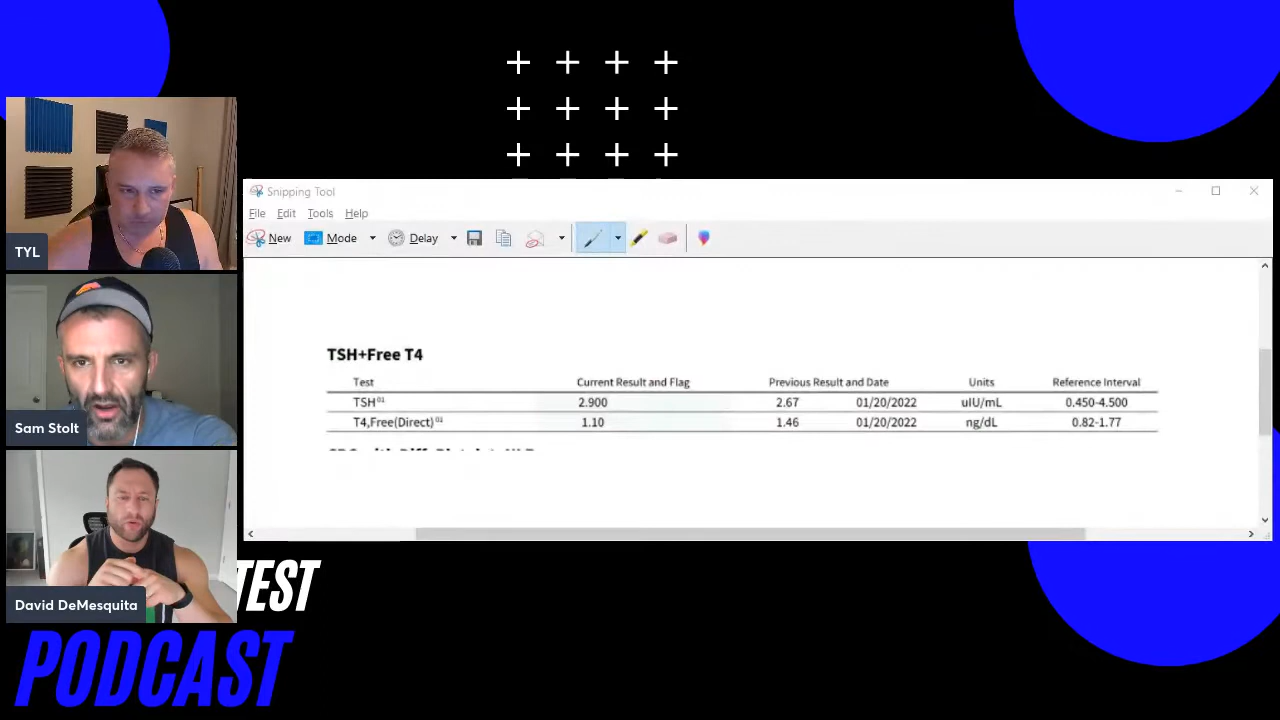 TYL
Sam Stolt
David DeMesquita
Snipping Tool
File Edit Tools Help
New Mode Delay
TSH+Free T4
Test Current Result and Flag Previous Result and Date Units Reference Interval
TSH 01 2.900 2.67 01/20/2022 uIU/mL 0.450-4.500
T4,Free(Direct) 01 1.10 1.46 01/20/2022 ng/dL 0.82-1.77
TEST
PODCAST